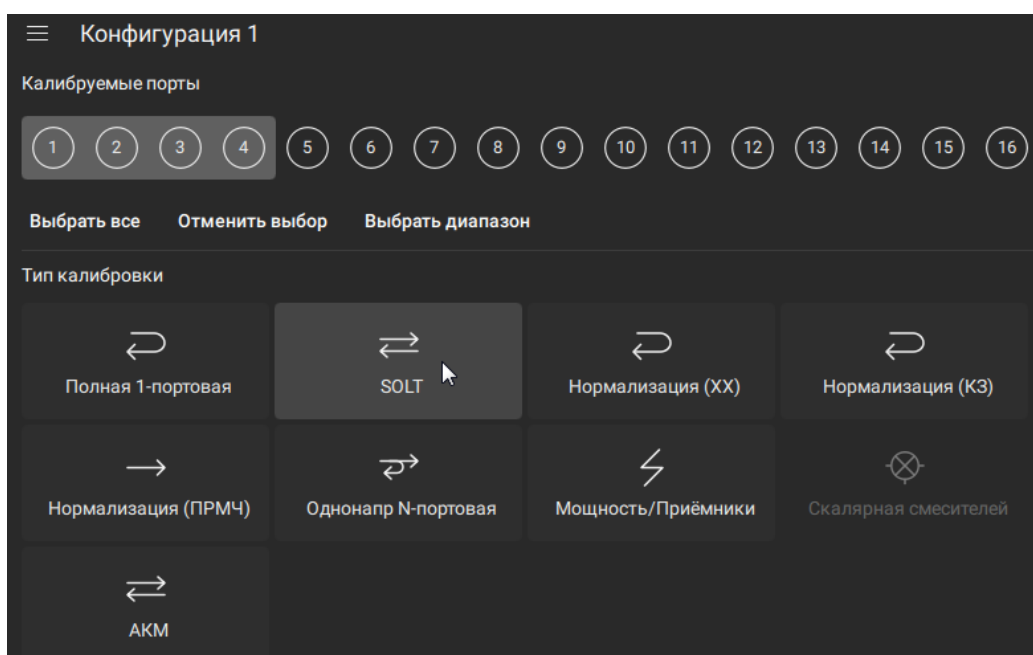 Конфигурация 1
Калибруемые порты
1 2 3 4 5 6 7 8 9 10 11 12 13 14 15 16
Выбрать все Отменить выбор Выбрать диапазон
Тип калибровки
Полная 1-портовая SOLT Нормализация (ХХ) Нормализация (КЗ)
Нормализация (ПРМЧ) Однонапр N-портовая Мощность/Приёмники Скалярная смесителей
АКМ